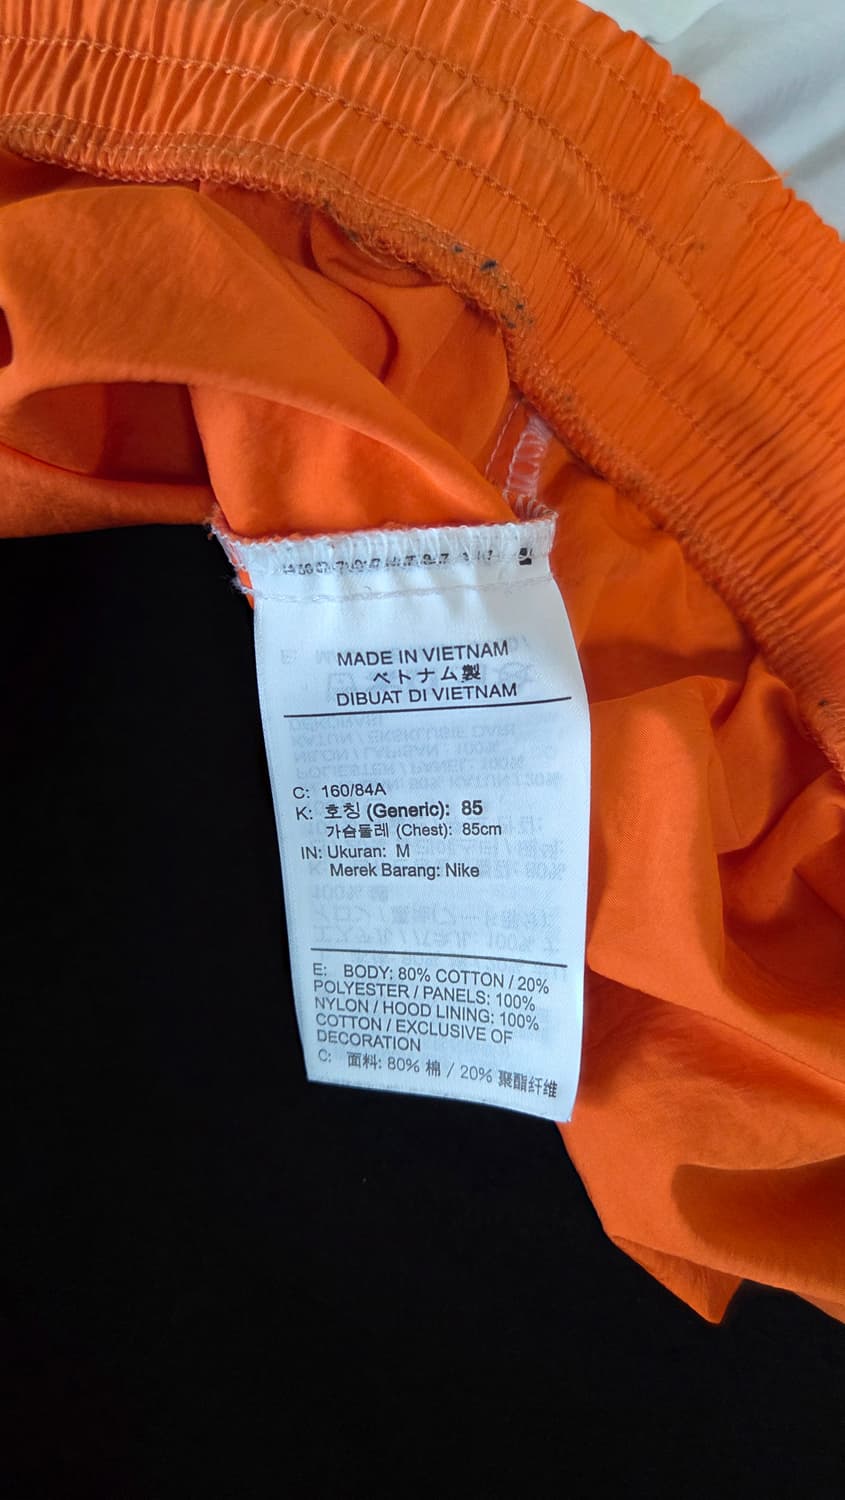 MADE IN VIETNAM
ベトナム製
DIBUAT DI VIETNAM
C: 160/84A
K: 호칭 (Generic): 85
가슴둘레 (Chest): 85cm
IN: Ukuran: M
Merek Barang: Nike
E: BODY: 80% COTTON / 20%
POLYESTER / PANELS: 100%
NYLON / HOOD LINING: 100%
COTTON / EXCLUSIVE OF
DECORATION
C: 面料: 80% 棉 / 20% 聚酯纤维